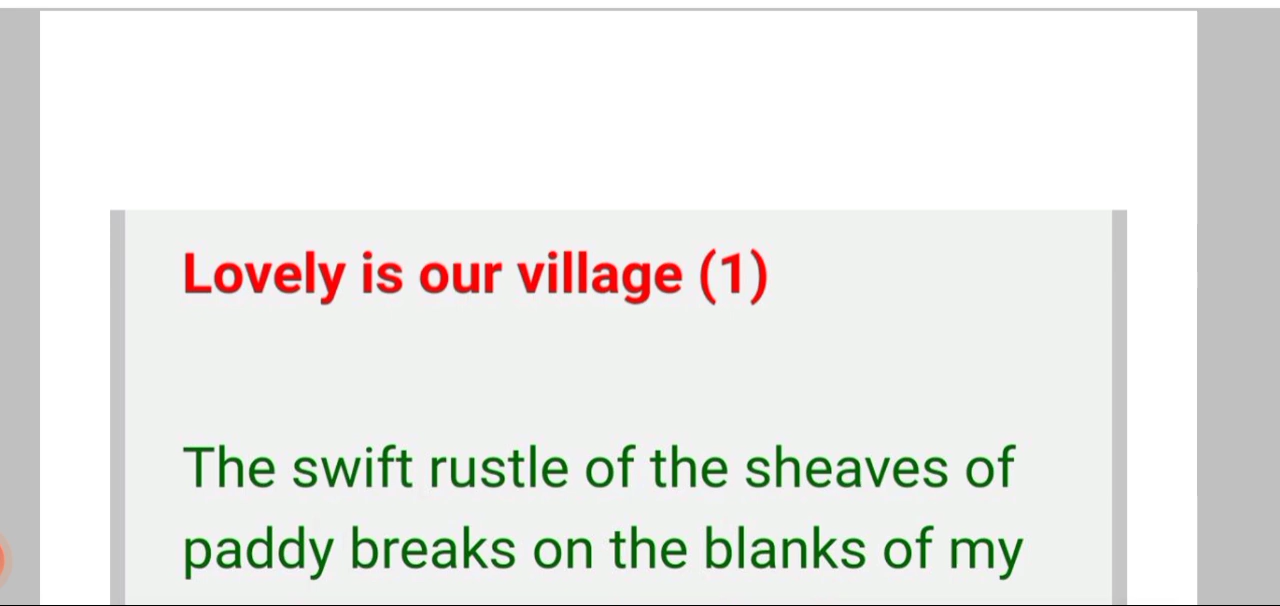 Lovely is our village (1)
The swift rustle of the sheaves of
paddy breaks on the blanks of my